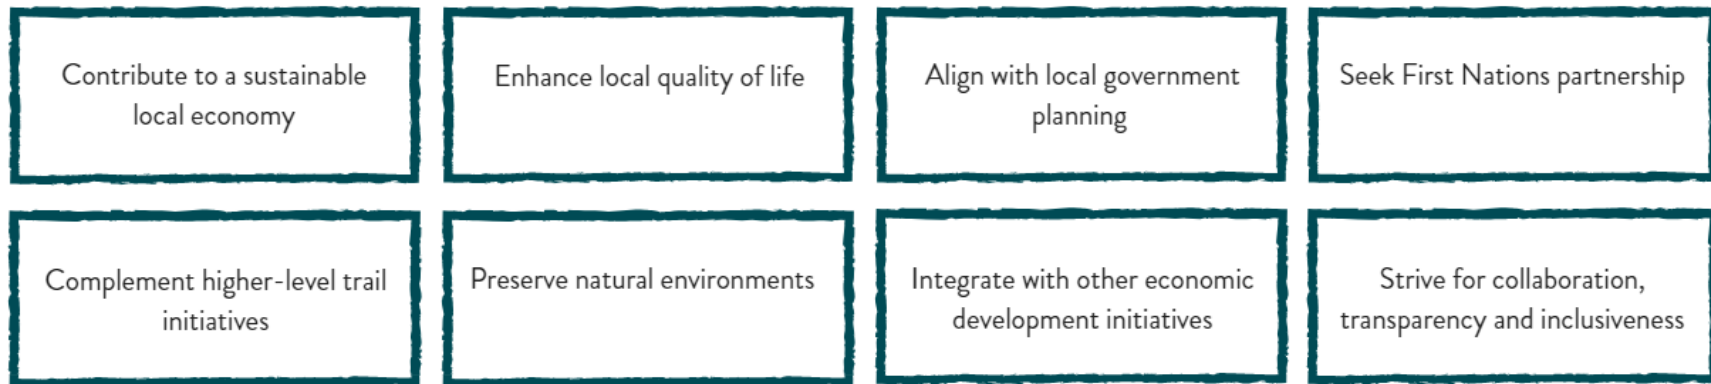 Contribute to a sustainable
local economy
Enhance local quality of life
Align with local government
planning
Seek First Nations partnership
Complement higher-level trail
initiatives
Preserve natural environments
Integrate with other economic
development initiatives
Strive for collaboration,
transparency and inclusiveness